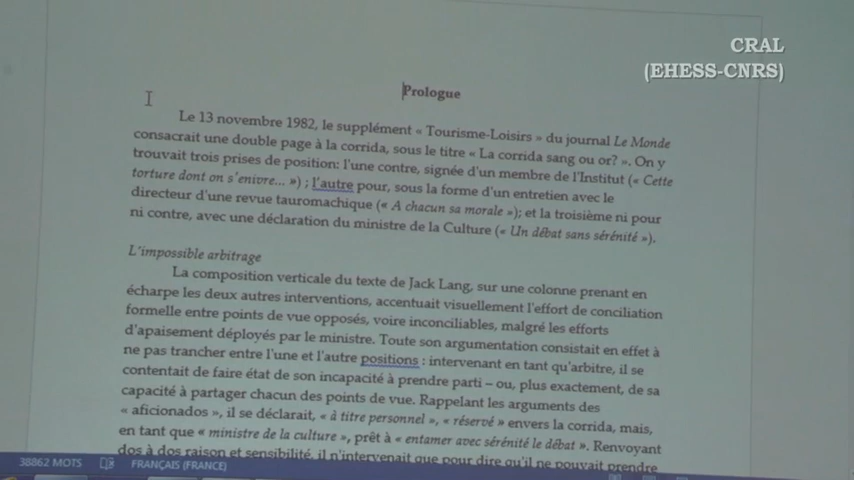 CRAL
(EHESS-CNRS)
Prologue
Le 13 novembre 1982, le supplément « Tourisme-Loisirs » du journal Le Monde
consacrait une double page à la corrida, sous le titre « La corrida sang ou or? ». On y
trouvait trois prises de position: l'une contre, signée d'un membre de l'Institut (« Cette
torture dont on s'enivre... ») ; l'autre pour, sous la forme d'un entretien avec le
directeur d'une revue tauromachique (« A chacun sa morale »); et la troisième ni pour
ni contre, avec une déclaration du ministre de la Culture (« Un débat sans sérénité »).
L'impossible arbitrage
La composition verticale du texte de Jack Lang, sur une colonne prenant en
écharpe les deux autres interventions, accentuait visuellement l'effort de conciliation
formelle entre points de vue opposés, voire inconciliables, malgré les efforts
d'apaisement déployés par le ministre. Toute son argumentation consistait en effet à
ne pas trancher entre l'une et l'autre positions : intervenant en tant qu'arbitre, il se
contentait de faire état de son incapacité à prendre parti – ou, plus exactement, de sa
capacité à partager chacun des points de vue. Rappelant les arguments des
« aficionados », il se déclarait, « à titre personnel », « réservé » envers la corrida, mais,
en tant que « ministre de la culture », prêt à « entamer avec sérénité le débat ». Renvoyant
dos à dos raison et sensibilité, il n'intervenait que pour dire qu'il ne pouvait prendre
38862 MOTS
FRANÇAIS (FRANCE)